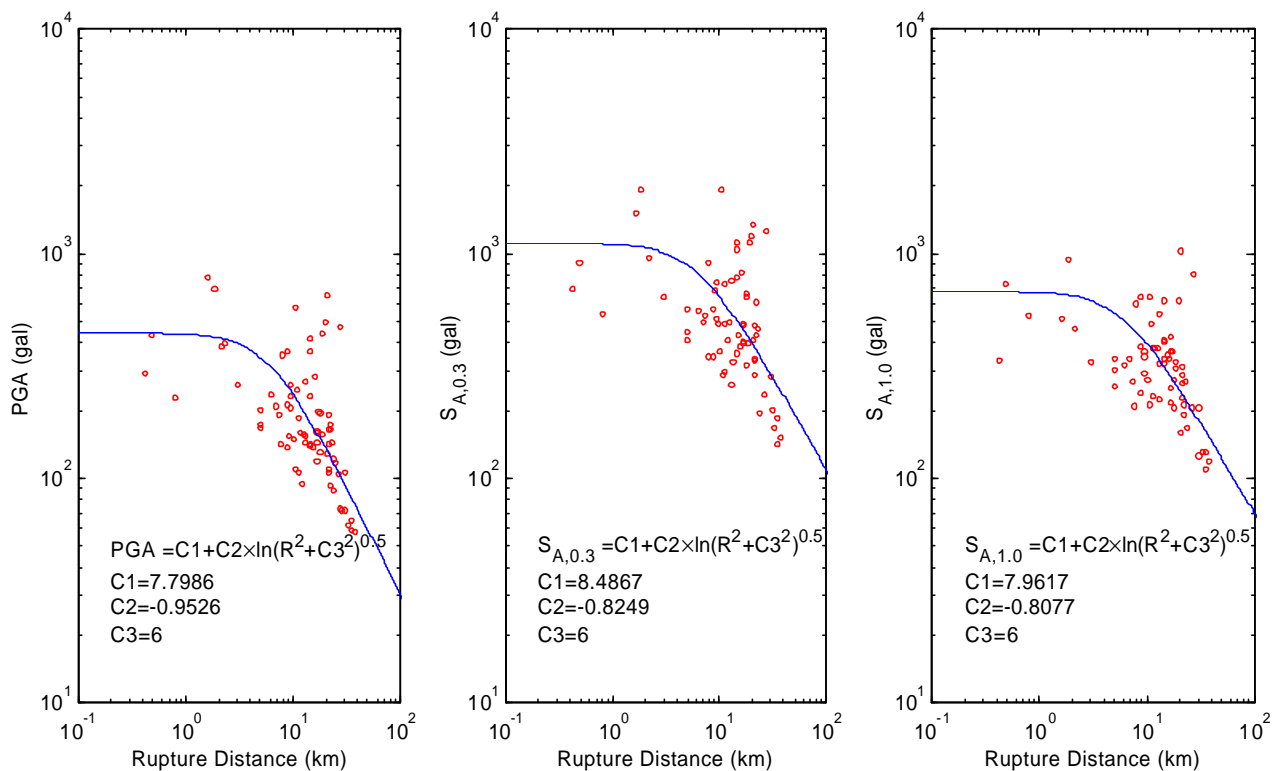 10^4
10^3
10^2
10^1
PGA (gal)
PGA =C1+C2×ln(R^2+C3^2)^0.5
C1=7.7986
C2=-0.9526
C3=6
10^-1 10^0 10^1 10^2
Rupture Distance (km)
10^4
10^3
10^2
10^1
S_A,0.3 (gal)
S_A,0.3 =C1+C2×ln(R^2+C3^2)^0.5
C1=8.4867
C2=-0.8249
C3=6
10^-1 10^0 10^1 10^2
Rupture Distance (km)
10^4
10^3
10^2
10^1
S_A,1.0 (gal)
S_A,1.0 =C1+C2×ln(R^2+C3^2)^0.5
C1=7.9617
C2=-0.8077
C3=6
10^-1 10^0 10^1 10^2
Rupture Distance (km)